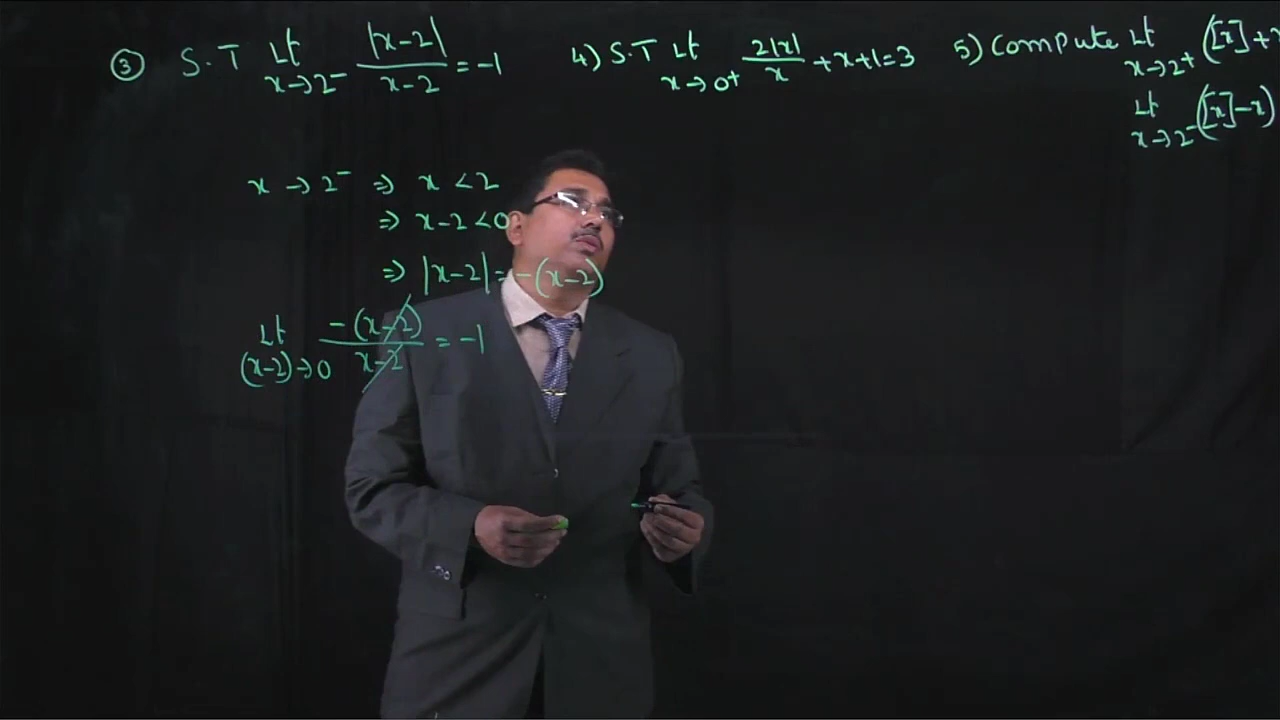 ③ S.T Lt x→2⁻ |x-2|/(x-2) = -1
4) S.T Lt x→0⁺ 2|x|/x + x+1 = 3
5) Compute Lt x→2⁺ ([x]+
Lt x→2⁻ ([x]-x)
x → 2⁻ ⇒ x < 2
⇒ x-2 < 0
⇒ |x-2| = -(x-2)
Lt (x-2)→0 -(x-2)/(x-2) = -1